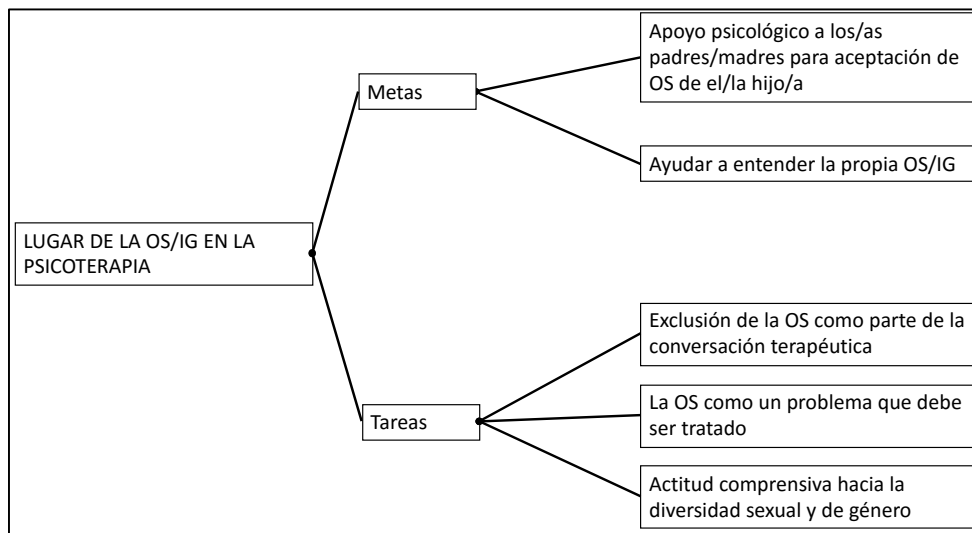 Apoyo psicológico a los/as
padres/madres para aceptación de
OS de el/la hijo/a
Metas
Ayudar a entender la propia OS/IG
LUGAR DE LA OS/IG EN LA
PSICOTERAPIA
Exclusión de la OS como parte de la
conversación terapéutica
Tareas
La OS como un problema que debe
ser tratado
Actitud comprensiva hacia la
diversidad sexual y de género